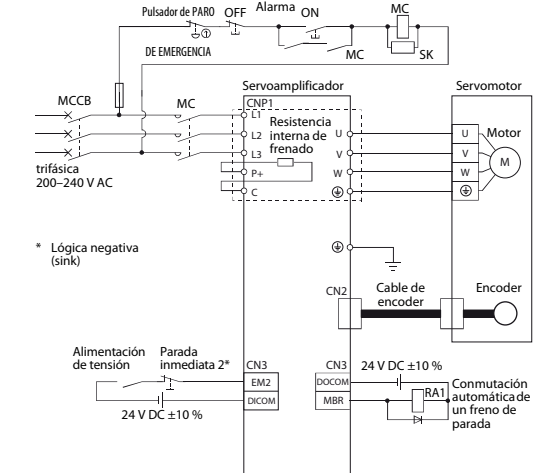 Pulsador de PARO
OFF
Alarma
ON
MC
DE EMERGENCIA
MC
SK
MCCB
MC
trifásica
200–240 V AC
Servoamplificador
CNP1
L1
L2
L3
P+
C
Resistencia
interna de
frenado
U
V
W
Servomotor
U
V
W
Motor
M
* Lógica negativa
(sink)
CN2
Cable de
encoder
Encoder
Alimentación
de tensión
Parada
inmediata 2*
24 V DC ±10 %
CN3
EM2
DICOM
CN3
DOCOM
MBR
24 V DC ±10 %
RA1
Conmutación
automática de
un freno de
parada